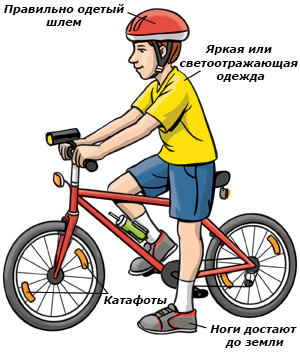 Правильно одетый
шлем
Яркая или
светоотражающая
одежда
Катафоты
Ноги достают
до земли